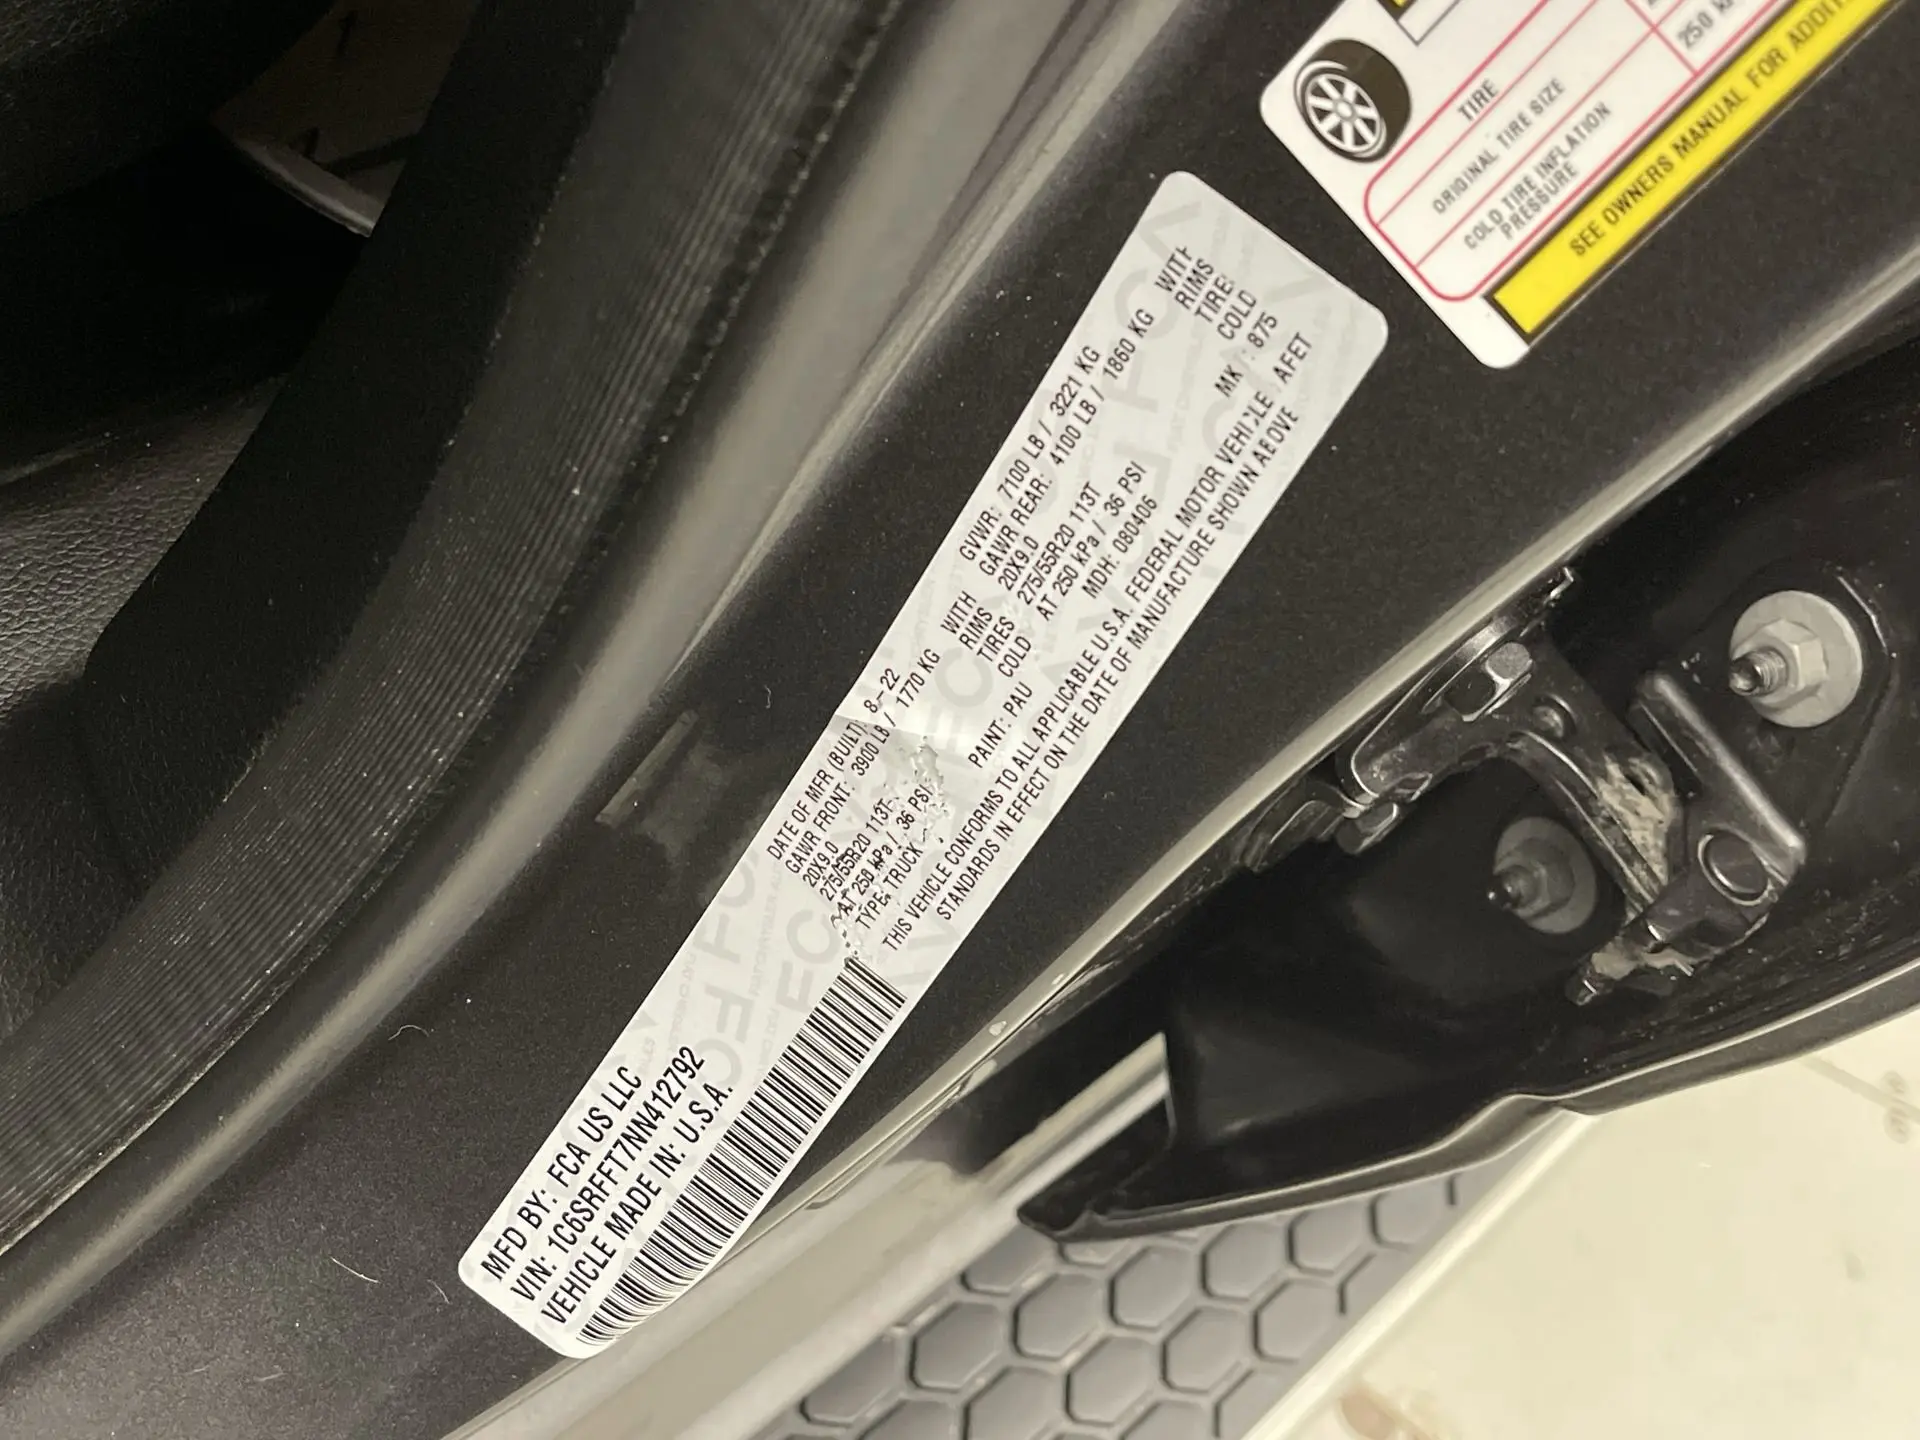 MFD BY: FCA US LLC
VIN: 1C6SRFFT7NN412792
VEHICLE MADE IN: U.S.A.
DATE OF MFR (BUILT) 8-22
GVWR: 7100 LB / 3221 KG
GAWR FRONT: 3900 LB / 1770 KG WITH
GAWR REAR: 4100 LB / 1860 KG WITH
20X9.0 RIMS
20X9.0 RIMS
275/55R20 113T TIRES
275/55R20 113T TIRE
AT 250 kPa / 36 PSI COLD
AT 250 kPa / 36 PSI COLD
TYPE: TRUCK PAINT: PAU MDH: 080406 MK : 875
THIS VEHICLE CONFORMS TO ALL APPLICABLE U.S.A. FEDERAL MOTOR VEHICLE AFET
STANDARDS IN EFFECT ON THE DATE OF MANUFACTURE SHOWN ABOVE
TIRE
ORIGINAL TIRE SIZE
COLD TIRE INFLATION
PRESSURE
250
SEE OWNERS MANUAL FOR